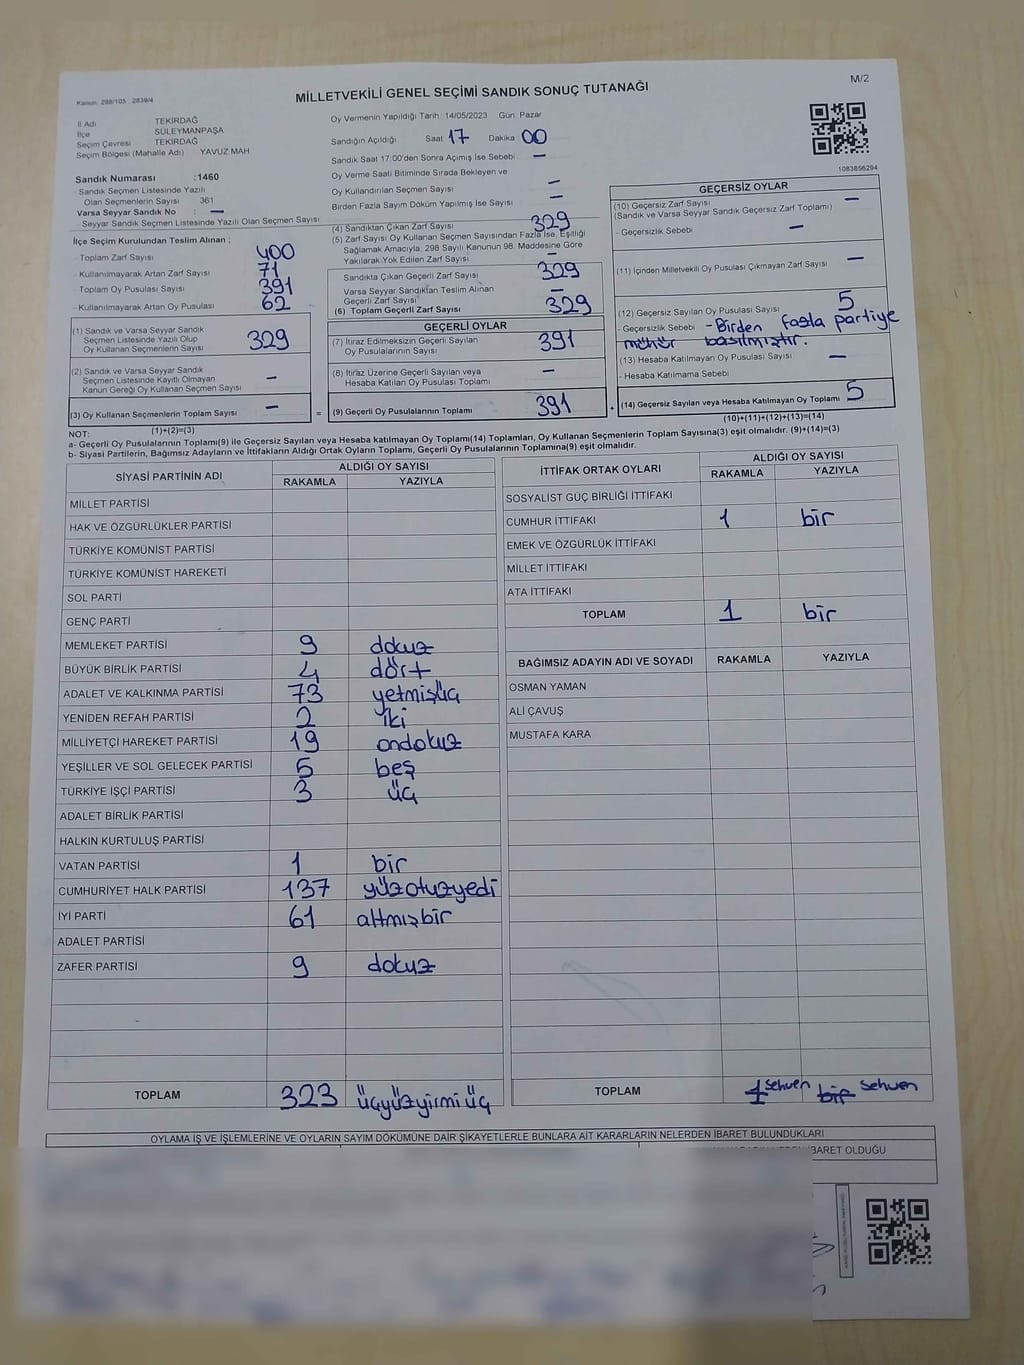 Kanun: 298/105 , 2839/4
MİLLETVEKİLİ GENEL SEÇİMİ SANDIK SONUÇ TUTANAĞI
M/2
İl Adı TEKİRDAĞ
İlçe SÜLEYMANPAŞA
Seçim Çevresi TEKİRDAĞ
Seçim Bölgesi (Mahalle Adı) : YAVUZ MAH
Sandık Numarası :1460
- Sandık Seçmen Listesinde Yazılı
Olan Seçmenlerin Sayısı 361
Varsa Seyyar Sandık No : —
- Seyyar Sandık Seçmen Listesinde Yazılı Olan Seçmen Sayısı
Oy Vermenin Yapıldığı Tarih 14/05/2023 Gün Pazar
Sandığın Açıldığı Saat 17 Dakika 00
Sandık Saat 17.00'den Sonra Açımış İse Sebebi —
Oy Verme Saati Bitiminde Sırada Bekleyen ve
Oy Kullandırılan Seçmen Sayısı —
Birden Fazla Sayım Döküm Yapılmış İse Sayısı —
1083856294
İlçe Seçim Kurulundan Teslim Alınan ;
- Toplam Zarf Sayısı 400
- Kullanılmayarak Artan Zarf Sayısı 71
- Toplam Oy Pusulası Sayısı 391
- Kullanılmayarak Artan Oy Pusulası 62
(1) Sandık ve Varsa Seyyar Sandık
Seçmen Listesinde Yazılı Olup
Oy Kullanan Seçmenlerin Sayısı 329
(2) Sandık ve Varsa Seyyar Sandık
Seçmen Listesinde Kayıtlı Olmayan
Kanun Gereği Oy Kullanan Seçmen Sayısı —
(3) Oy Kullanan Seçmenlerin Toplam Sayısı —
(1)+(2)=(3)
(4) Sandıktan Çıkan Zarf Sayısı 329
(5) Zarf Sayısı Oy Kullanan Seçmen Sayısından Fazla İse, Eşitliği
Sağlamak Amacıyla, 298 Sayılı Kanunun 98. Maddesine Göre
Yakılarak Yok Edilen Zarf Sayısı —
Sandıkta Çıkan Geçerli Zarf Sayısı 329
Varsa Seyyar Sandıktan Teslim Alınan
Geçerli Zarf Sayısı —
(6) Toplam Geçerli Zarf Sayısı 329
GEÇERLİ OYLAR
(7) İtiraz Edilmeksizin Geçerli Sayılan
Oy Pusulalarının Sayısı 391
(8) İtiraz Üzerine Geçerli Sayılan veya
Hesaba Katılan Oy Pusulası Toplamı —
= (9) Geçerli Oy Pusulalarının Toplamı 391
GEÇERSİZ OYLAR
(10) Geçersiz Zarf Sayısı —
(Sandık ve Varsa Seyyar Sandık Geçersiz Zarf Toplamı)
- Geçersizlik Sebebi —
(11) İçinden Milletvekili Oy Pusulası Çıkmayan Zarf Sayısı —
(12) Geçersiz Sayılan Oy Pusulası Sayısı 5
- Geçersizlik Sebebi - Birden fazla partiye
mühür basılmıştır.
(13) Hesaba Katılmayan Oy Pusulası Sayısı —
- Hesaba Katılmama Sebebi
(14) Geçersiz Sayılan veya Hesaba Katılmayan Oy Toplamı 5
(10)+(11)+(12)+(13)=(14)
NOT:
a- Geçerli Oy Pusulalarının Toplamı(9) ile Geçersiz Sayılan veya Hesaba katılmayan Oy Toplamı(14) Toplamları, Oy Kullanan Seçmenlerin Toplam Sayısına(3) eşit olmalıdır. (9)+(14)=(3)
b- Siyasi Partilerin, Bağımsız Adayların ve İttifakların Aldığı Ortak Oyların Toplamı, Geçerli Oy Pusulalarının Toplamına(9) eşit olmalıdır.
SİYASİ PARTİNİN ADI ALDIĞI OY SAYISI
RAKAMLA YAZIYLA
MİLLET PARTİSİ
HAK VE ÖZGÜRLÜKLER PARTİSİ
TÜRKİYE KOMÜNİST PARTİSİ
TÜRKİYE KOMÜNİST HAREKETİ
SOL PARTİ
GENÇ PARTİ
MEMLEKET PARTİSİ 9 dokuz
BÜYÜK BİRLİK PARTİSİ 4 dört
ADALET VE KALKINMA PARTİSİ 73 yetmişüç
YENİDEN REFAH PARTİSİ 2 iki
MİLLİYETÇİ HAREKET PARTİSİ 19 ondokuz
YEŞİLLER VE SOL GELECEK PARTİSİ 5 beş
TÜRKİYE İŞÇİ PARTİSİ 3 üç
ADALET BİRLİK PARTİSİ
HALKIN KURTULUŞ PARTİSİ
VATAN PARTİSİ 1 bir
CUMHURİYET HALK PARTİSİ 137 yüzotuzyedi
İYİ PARTİ 61 altmışbir
ADALET PARTİSİ
ZAFER PARTİSİ 9 dokuz
TOPLAM 323 üçyüzyirmiüç
İTTİFAK ORTAK OYLARI ALDIĞI OY SAYISI
RAKAMLA YAZIYLA
SOSYALİST GÜÇ BİRLİĞİ İTTİFAKI
CUMHUR İTTİFAKI 1 bir
EMEK VE ÖZGÜRLÜK İTTİFAKI
MİLLET İTTİFAKI
ATA İTTİFAKI
TOPLAM 1 bir
BAĞIMSIZ ADAYIN ADI VE SOYADI RAKAMLA YAZIYLA
OSMAN YAMAN
ALİ ÇAVUŞ
MUSTAFA KARA
TOPLAM 1 sehven bir sehven
OYLAMA İŞ VE İŞLEMLERİNE VE OYLARIN SAYIM DÖKÜMÜNE DAİR ŞİKAYETLERLE BUNLARA AİT KARARLARIN NELERDEN İBARET BULUNDUKLARI
İBARET OLDUĞU